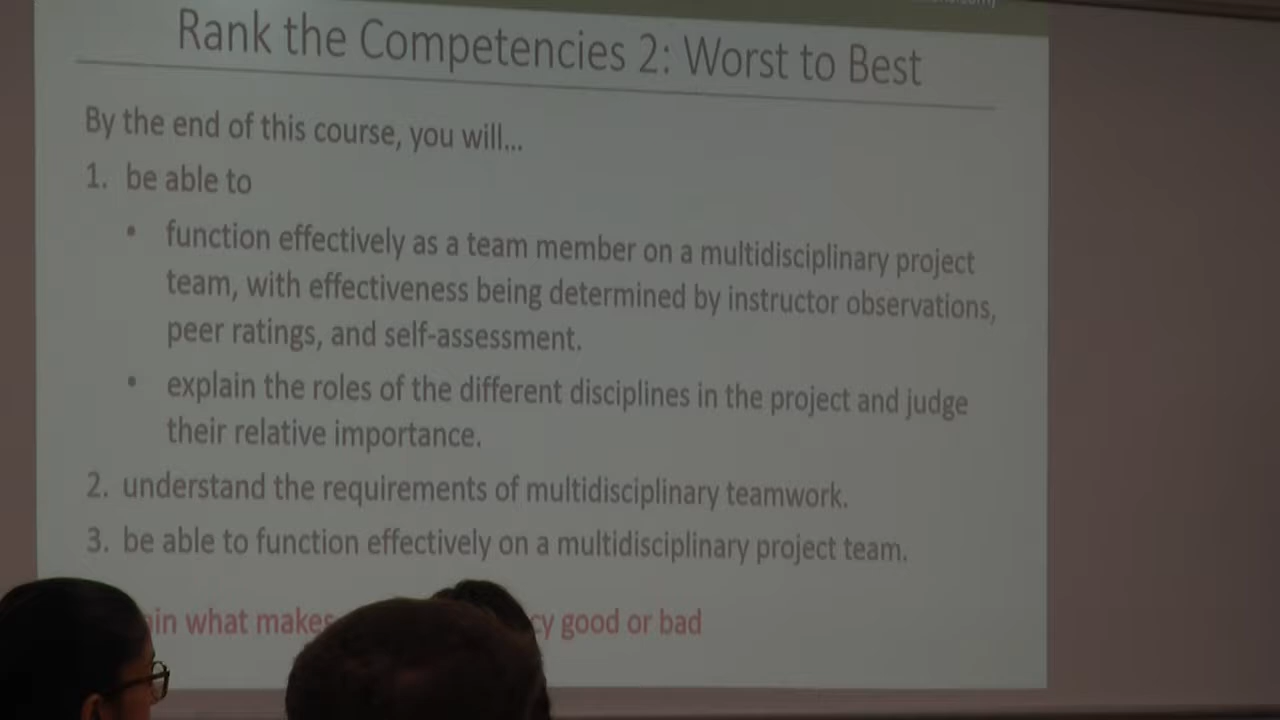 Rank the Competencies 2: Worst to Best
By the end of this course, you will...
1. be able to
• function effectively as a team member on a multidisciplinary project
team, with effectiveness being determined by instructor observations,
peer ratings, and self-assessment.
• explain the roles of the different disciplines in the project and judge
their relative importance.
2. understand the requirements of multidisciplinary teamwork.
3. be able to function effectively on a multidisciplinary project team.
what makes good or bad